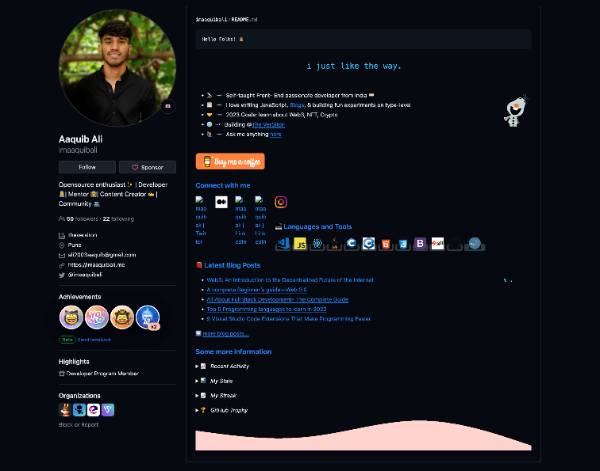 imaaquibali / README.md
Hello Folks!
i just like the way.
Self-taught Front-End passionate developer from India
I love writing JavaScript, Blogs, & building fun experiments on type-level
2023 Goal: learn about Web3, NFT, Crypto
Building @TheVersion
Ask me anything here
Buy me a coffee
Connect with me
Languages and Tools
Latest Blog Posts
Web3: An Introduction to the Decentralized Future of the Internet
A complete Beginner's guide - Web 3.0
All About Full Stack Development - The Complete Guide
Top 5 Programming languages to learn in 2023
5 Visual Studio Code Extensions That Make Programming Easier
more blog posts...
Some more information
Recent Activity
My Stats
My Streak
GitHub Trophy
Aaquib Ali
imaaquibali
Follow
Sponsor
Opensource enthusiast | Developer
| Mentor | Content Creator |
Community
followers · 22 following
theversion
Pune
https://imaaquibali.me
@imaaquibali
Achievements
x2
Beta Send feedback
Highlights
Developer Program Member
Organizations
Block or Report